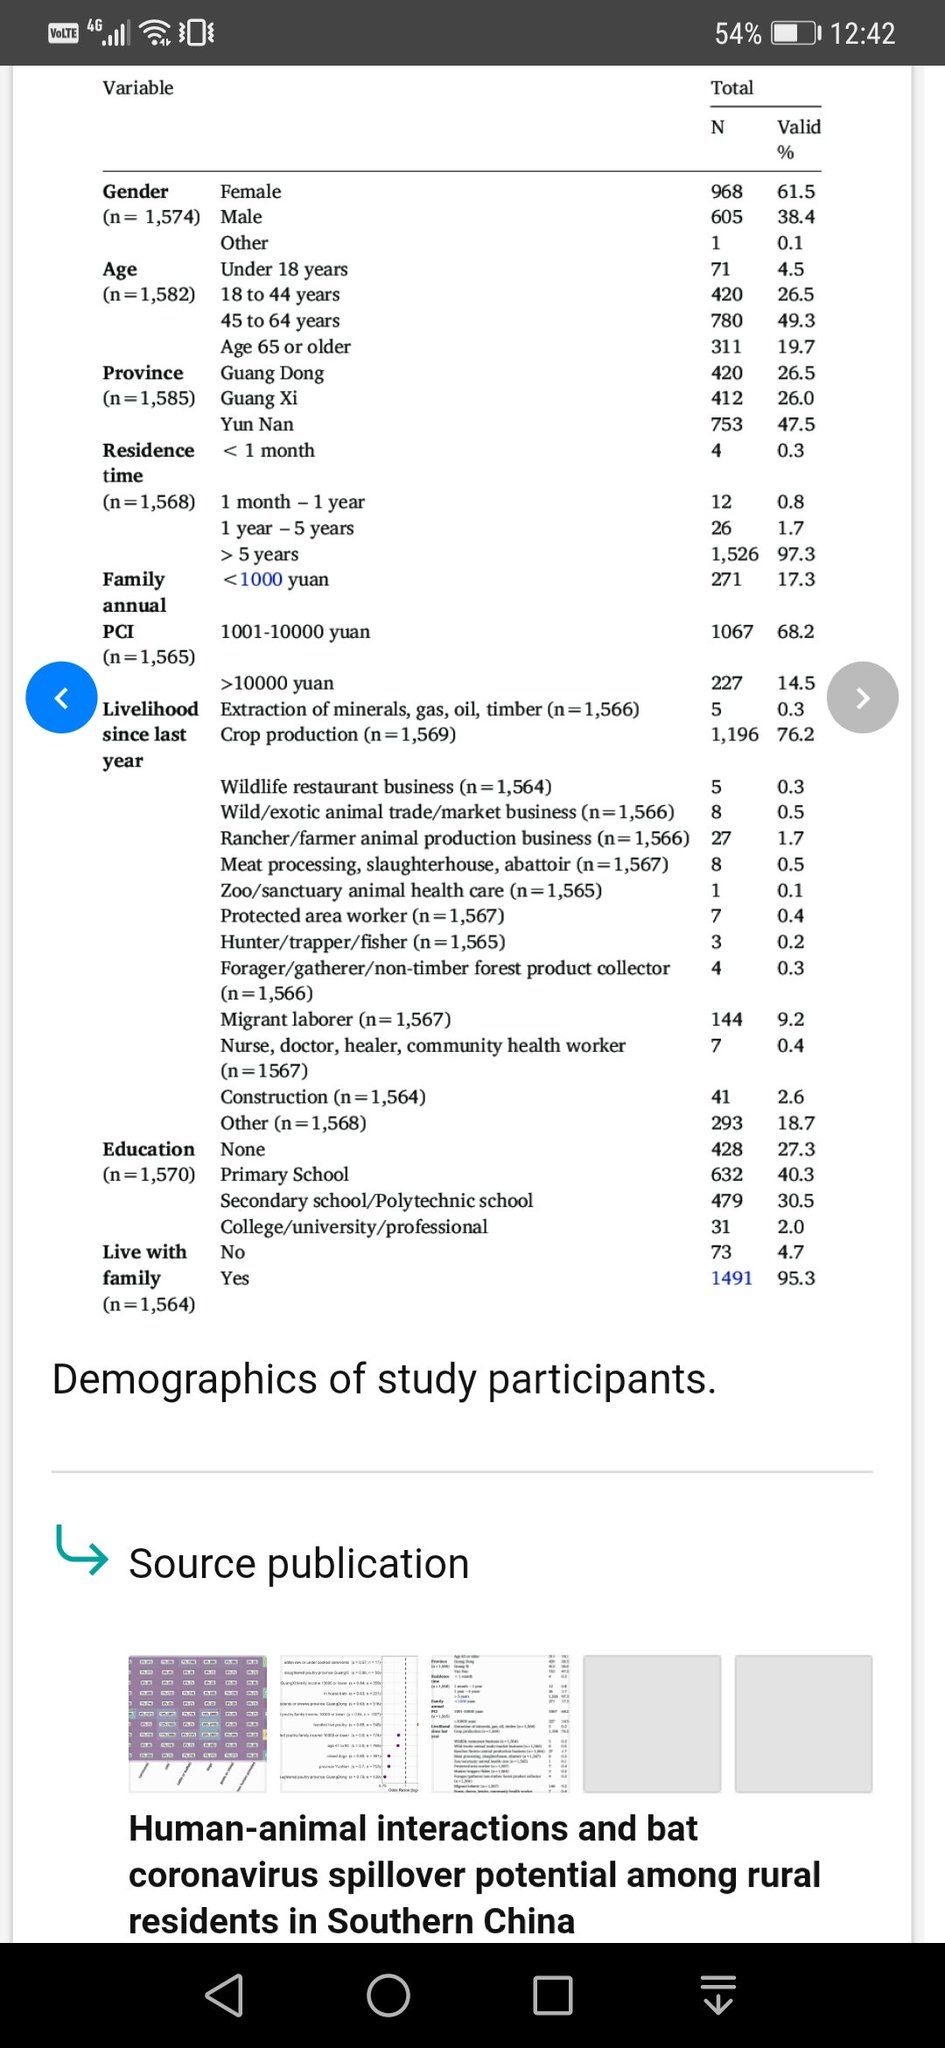 VoLTE 4G 54% 12:42
Variable Total
N Valid
%
Gender Female 968 61.5
(n= 1,574) Male 605 38.4
Other 1 0.1
Age Under 18 years 71 4.5
(n=1,582) 18 to 44 years 420 26.5
45 to 64 years 780 49.3
Age 65 or older 311 19.7
Province Guang Dong 420 26.5
(n=1,585) Guang Xi 412 26.0
Yun Nan 753 47.5
Residence < 1 month 4 0.3
time
(n=1,568) 1 month – 1 year 12 0.8
1 year – 5 years 26 1.7
> 5 years 1,526 97.3
Family <1000 yuan 271 17.3
annual
PCI 1001-10000 yuan 1067 68.2
(n=1,565)
>10000 yuan 227 14.5
Livelihood Extraction of minerals, gas, oil, timber (n=1,566) 5 0.3
since last Crop production (n=1,569) 1,196 76.2
year
Wildlife restaurant business (n=1,564) 5 0.3
Wild/exotic animal trade/market business (n=1,566) 8 0.5
Rancher/farmer animal production business (n=1,566) 27 1.7
Meat processing, slaughterhouse, abattoir (n=1,567) 8 0.5
Zoo/sanctuary animal health care (n=1,565) 1 0.1
Protected area worker (n=1,567) 7 0.4
Hunter/trapper/fisher (n=1,565) 3 0.2
Forager/gatherer/non-timber forest product collector 4 0.3
(n=1,566)
Migrant laborer (n=1,567) 144 9.2
Nurse, doctor, healer, community health worker 7 0.4
(n=1567)
Construction (n=1,564) 41 2.6
Other (n=1,568) 293 18.7
Education None 428 27.3
(n=1,570) Primary School 632 40.3
Secondary school/Polytechnic school 479 30.5
College/university/professional 31 2.0
Live with No 73 4.7
family Yes 1491 95.3
(n=1,564)
Demographics of study participants.
Source publication
Human-animal interactions and bat
coronavirus spillover potential among rural
residents in Southern China